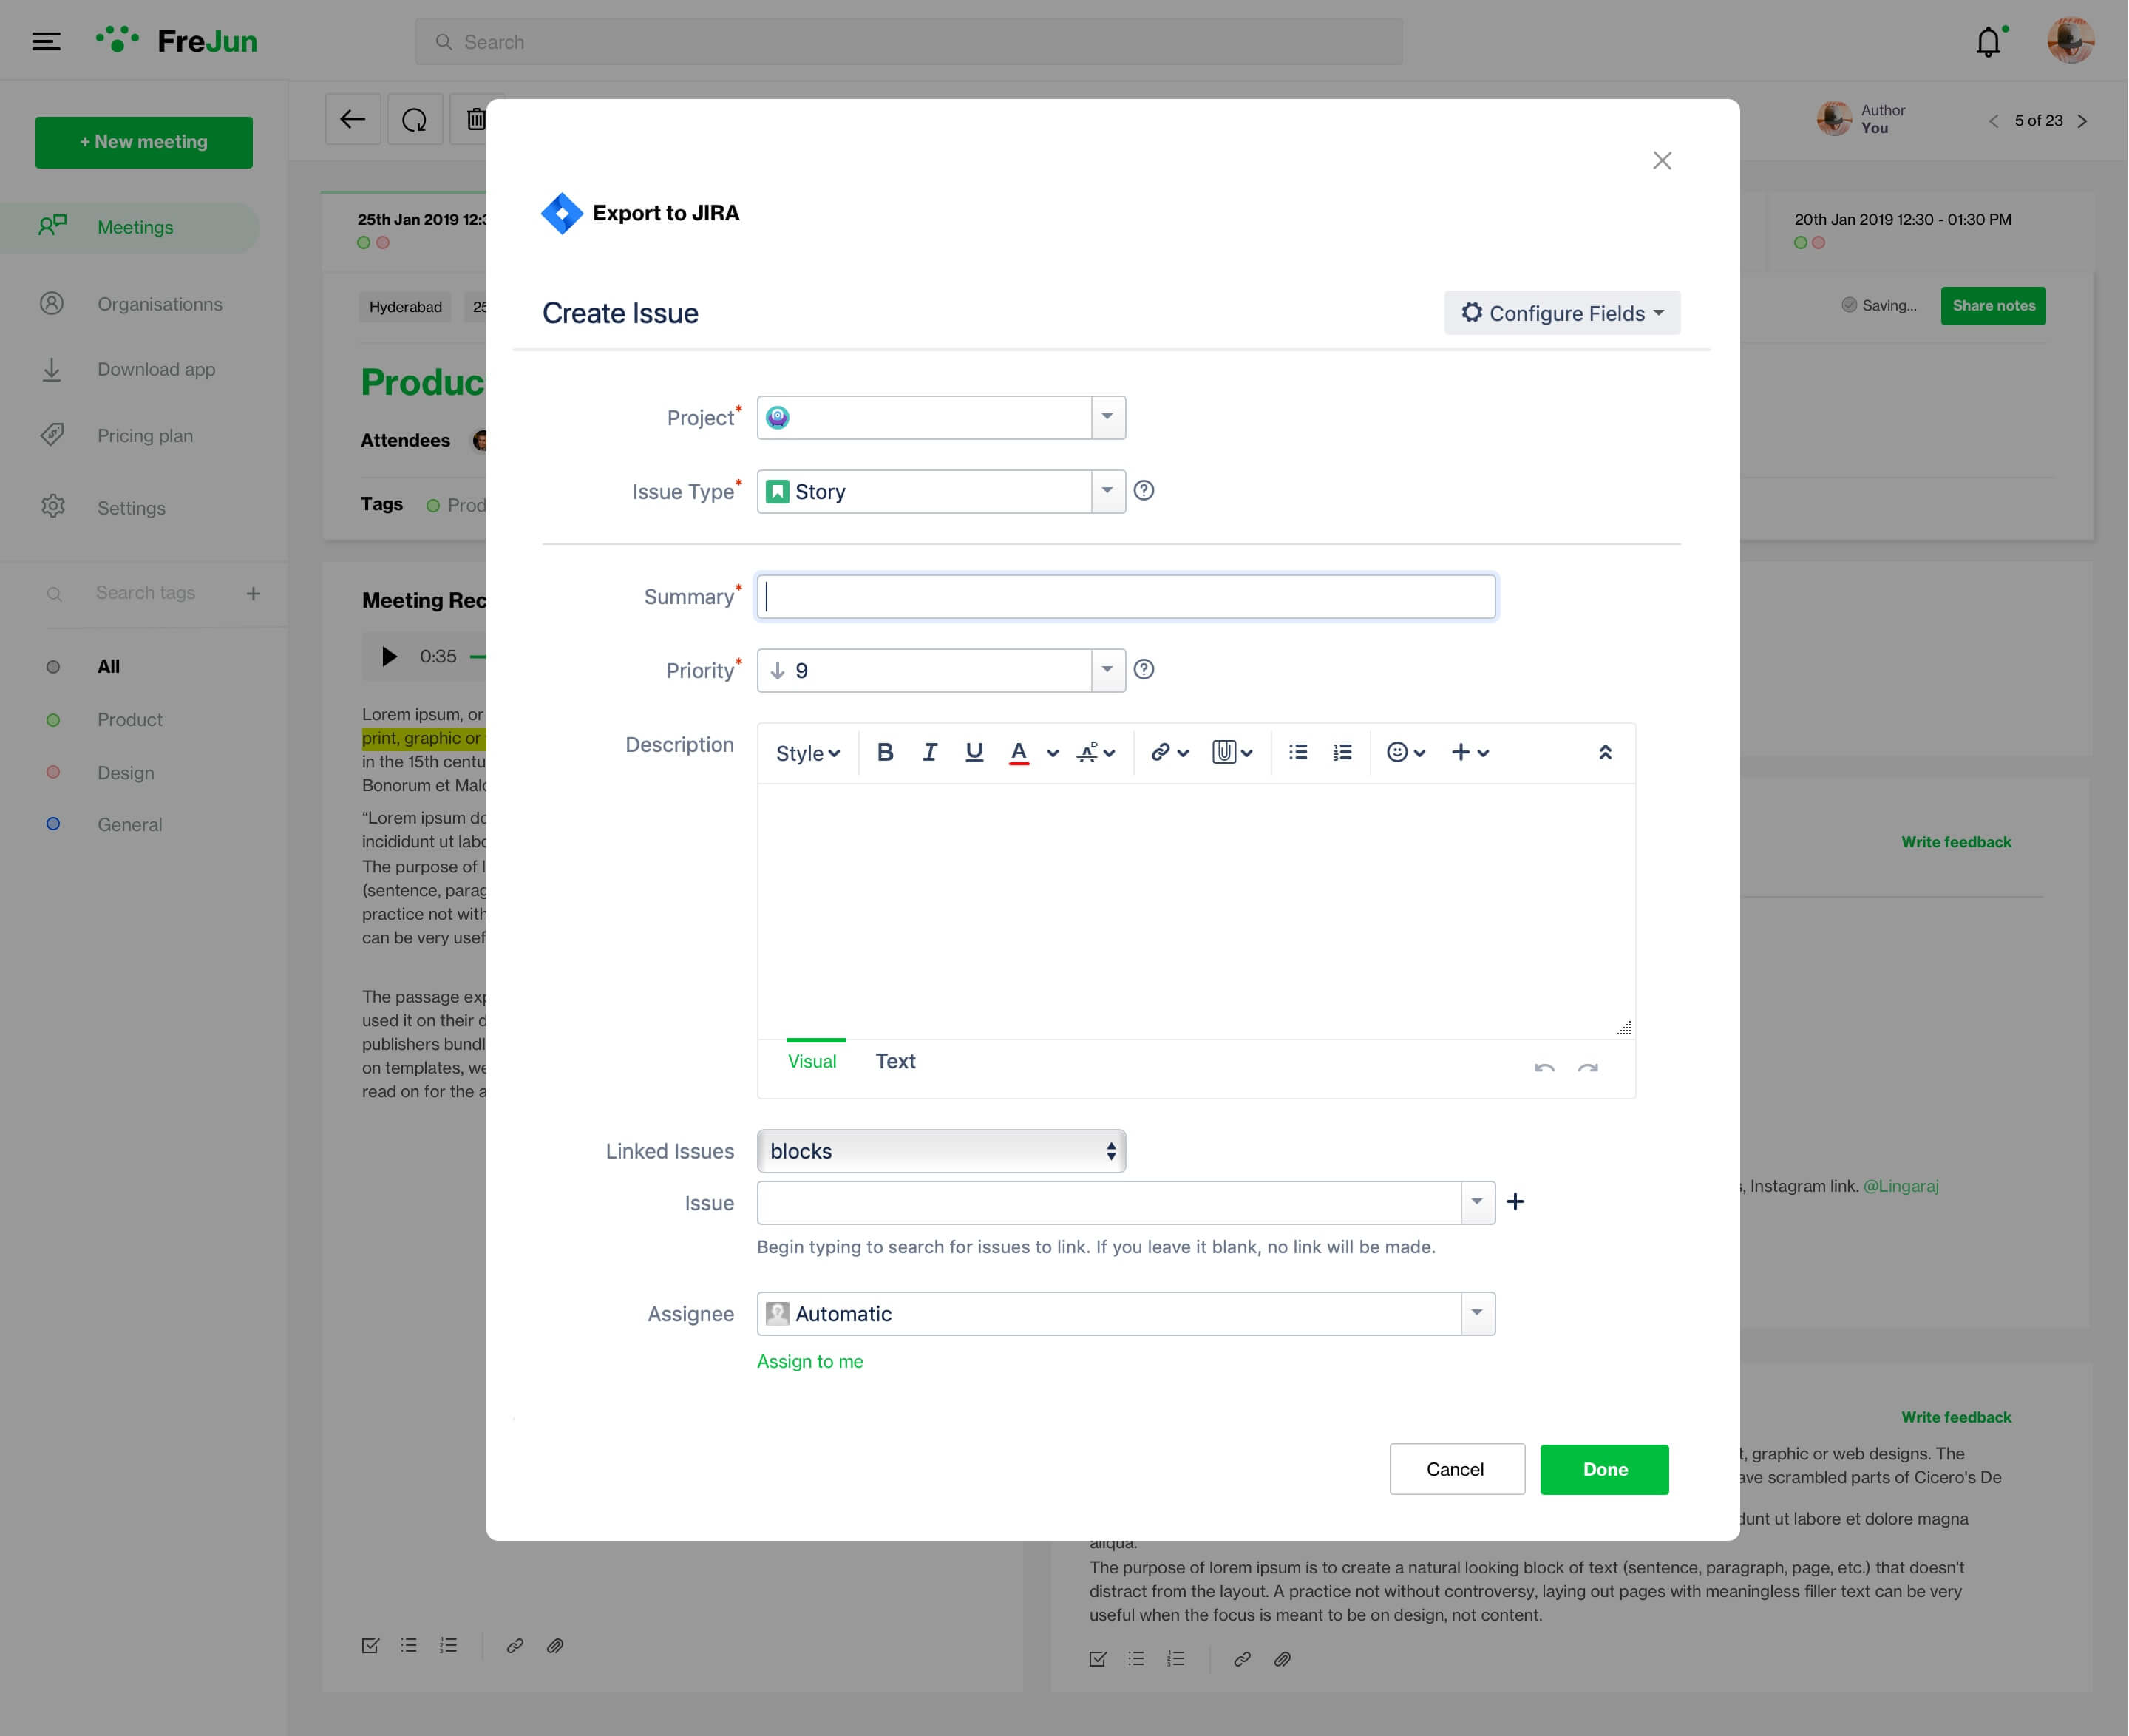 FreJun
Search
+ New meeting
Author
You
5 of 23
Meetings
Organisationns
Download app
Pricing plan
Settings
Search tags
All
Product
Design
General
25th Jan 2019 12:3
20th Jan 2019 12:30 - 01:30 PM
Hyderabad
25
Saving...
Share notes
Produc
Attendees
Tags
Prod
Meeting Rec
0:35
Lorem ipsum, or
print, graphic or
in the 15th centu
Bonorum et Malo
“Lorem ipsum do
incididunt ut labo
The purpose of l
(sentence, parag
practice not with
can be very usef
The passage exp
used it on their d
publishers bundl
on templates, we
read on for the a
Export to JIRA
Create Issue
Configure Fields
Project*
Issue Type*
Story
Summary*
Priority*
9
Description
Style
B I U A
Visual
Text
Linked Issues
blocks
Issue
Begin typing to search for issues to link. If you leave it blank, no link will be made.
Assignee
Automatic
Assign to me
Cancel
Done
Write feedback
, Instagram link. @Lingaraj
Write feedback
, graphic or web designs. The
ave scrambled parts of Cicero's De
dunt ut labore et dolore magna
aliqua.
The purpose of lorem ipsum is to create a natural looking block of text (sentence, paragraph, page, etc.) that doesn't
distract from the layout. A practice not without controversy, laying out pages with meaningless filler text can be very
useful when the focus is meant to be on design, not content.